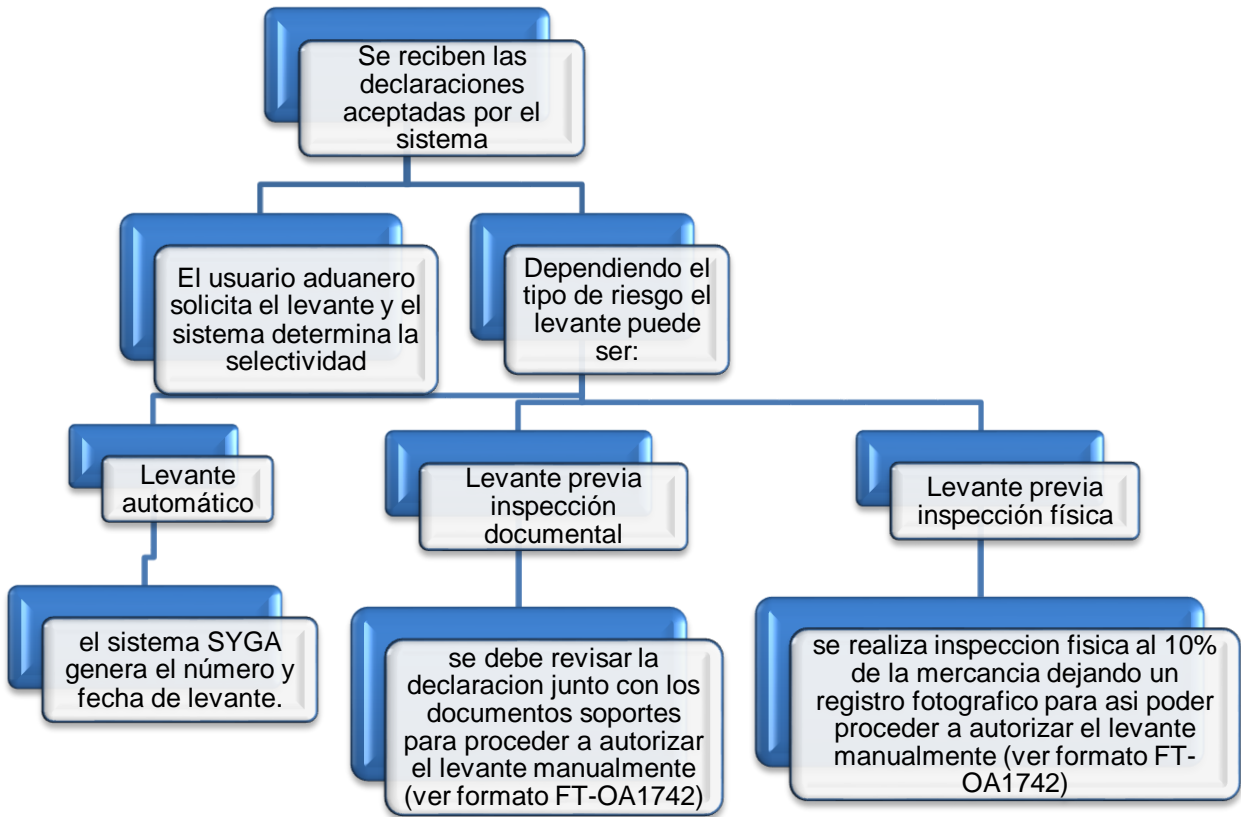 Se reciben las
declaraciones
aceptadas por el
sistema
El usuario aduanero
solicita el levante y el
sistema determina la
selectividad
Dependiendo el
tipo de riesgo el
levante puede
ser:
Levante
automático
Levante previa
inspección
documental
Levante previa
inspección física
el sistema SYGA
genera el número y
fecha de levante.
se debe revisar la
declaracion junto con los
documentos soportes
para proceder a autorizar
el levante manualmente
(ver formato FT-OA1742)
se realiza inspeccion fisica al 10%
de la mercancia dejando un
registro fotografico para asi poder
proceder a autorizar el levante
manualmente (ver formato FT-
OA1742)